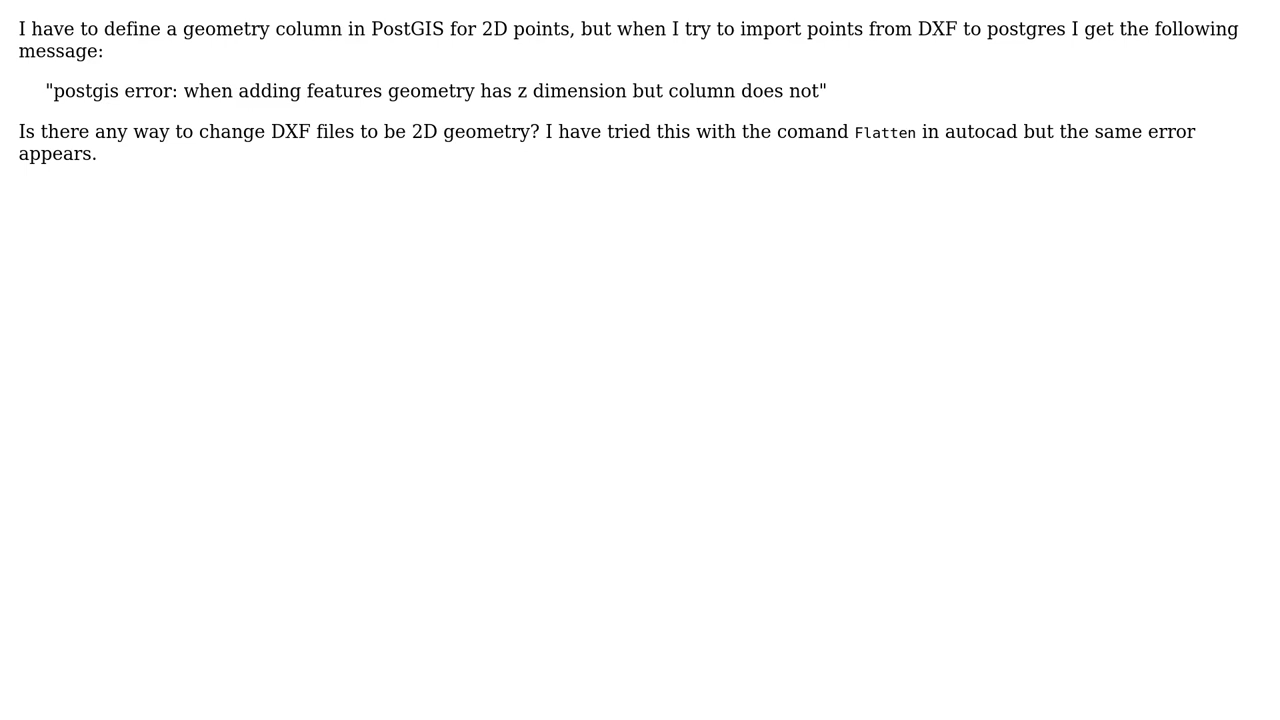 I have to define a geometry column in PostGIS for 2D points, but when I try to import points from DXF to postgres I get the following
message:
"postgis error: when adding features geometry has z dimension but column does not"
Is there any way to change DXF files to be 2D geometry? I have tried this with the comand Flatten in autocad but the same error
appears.